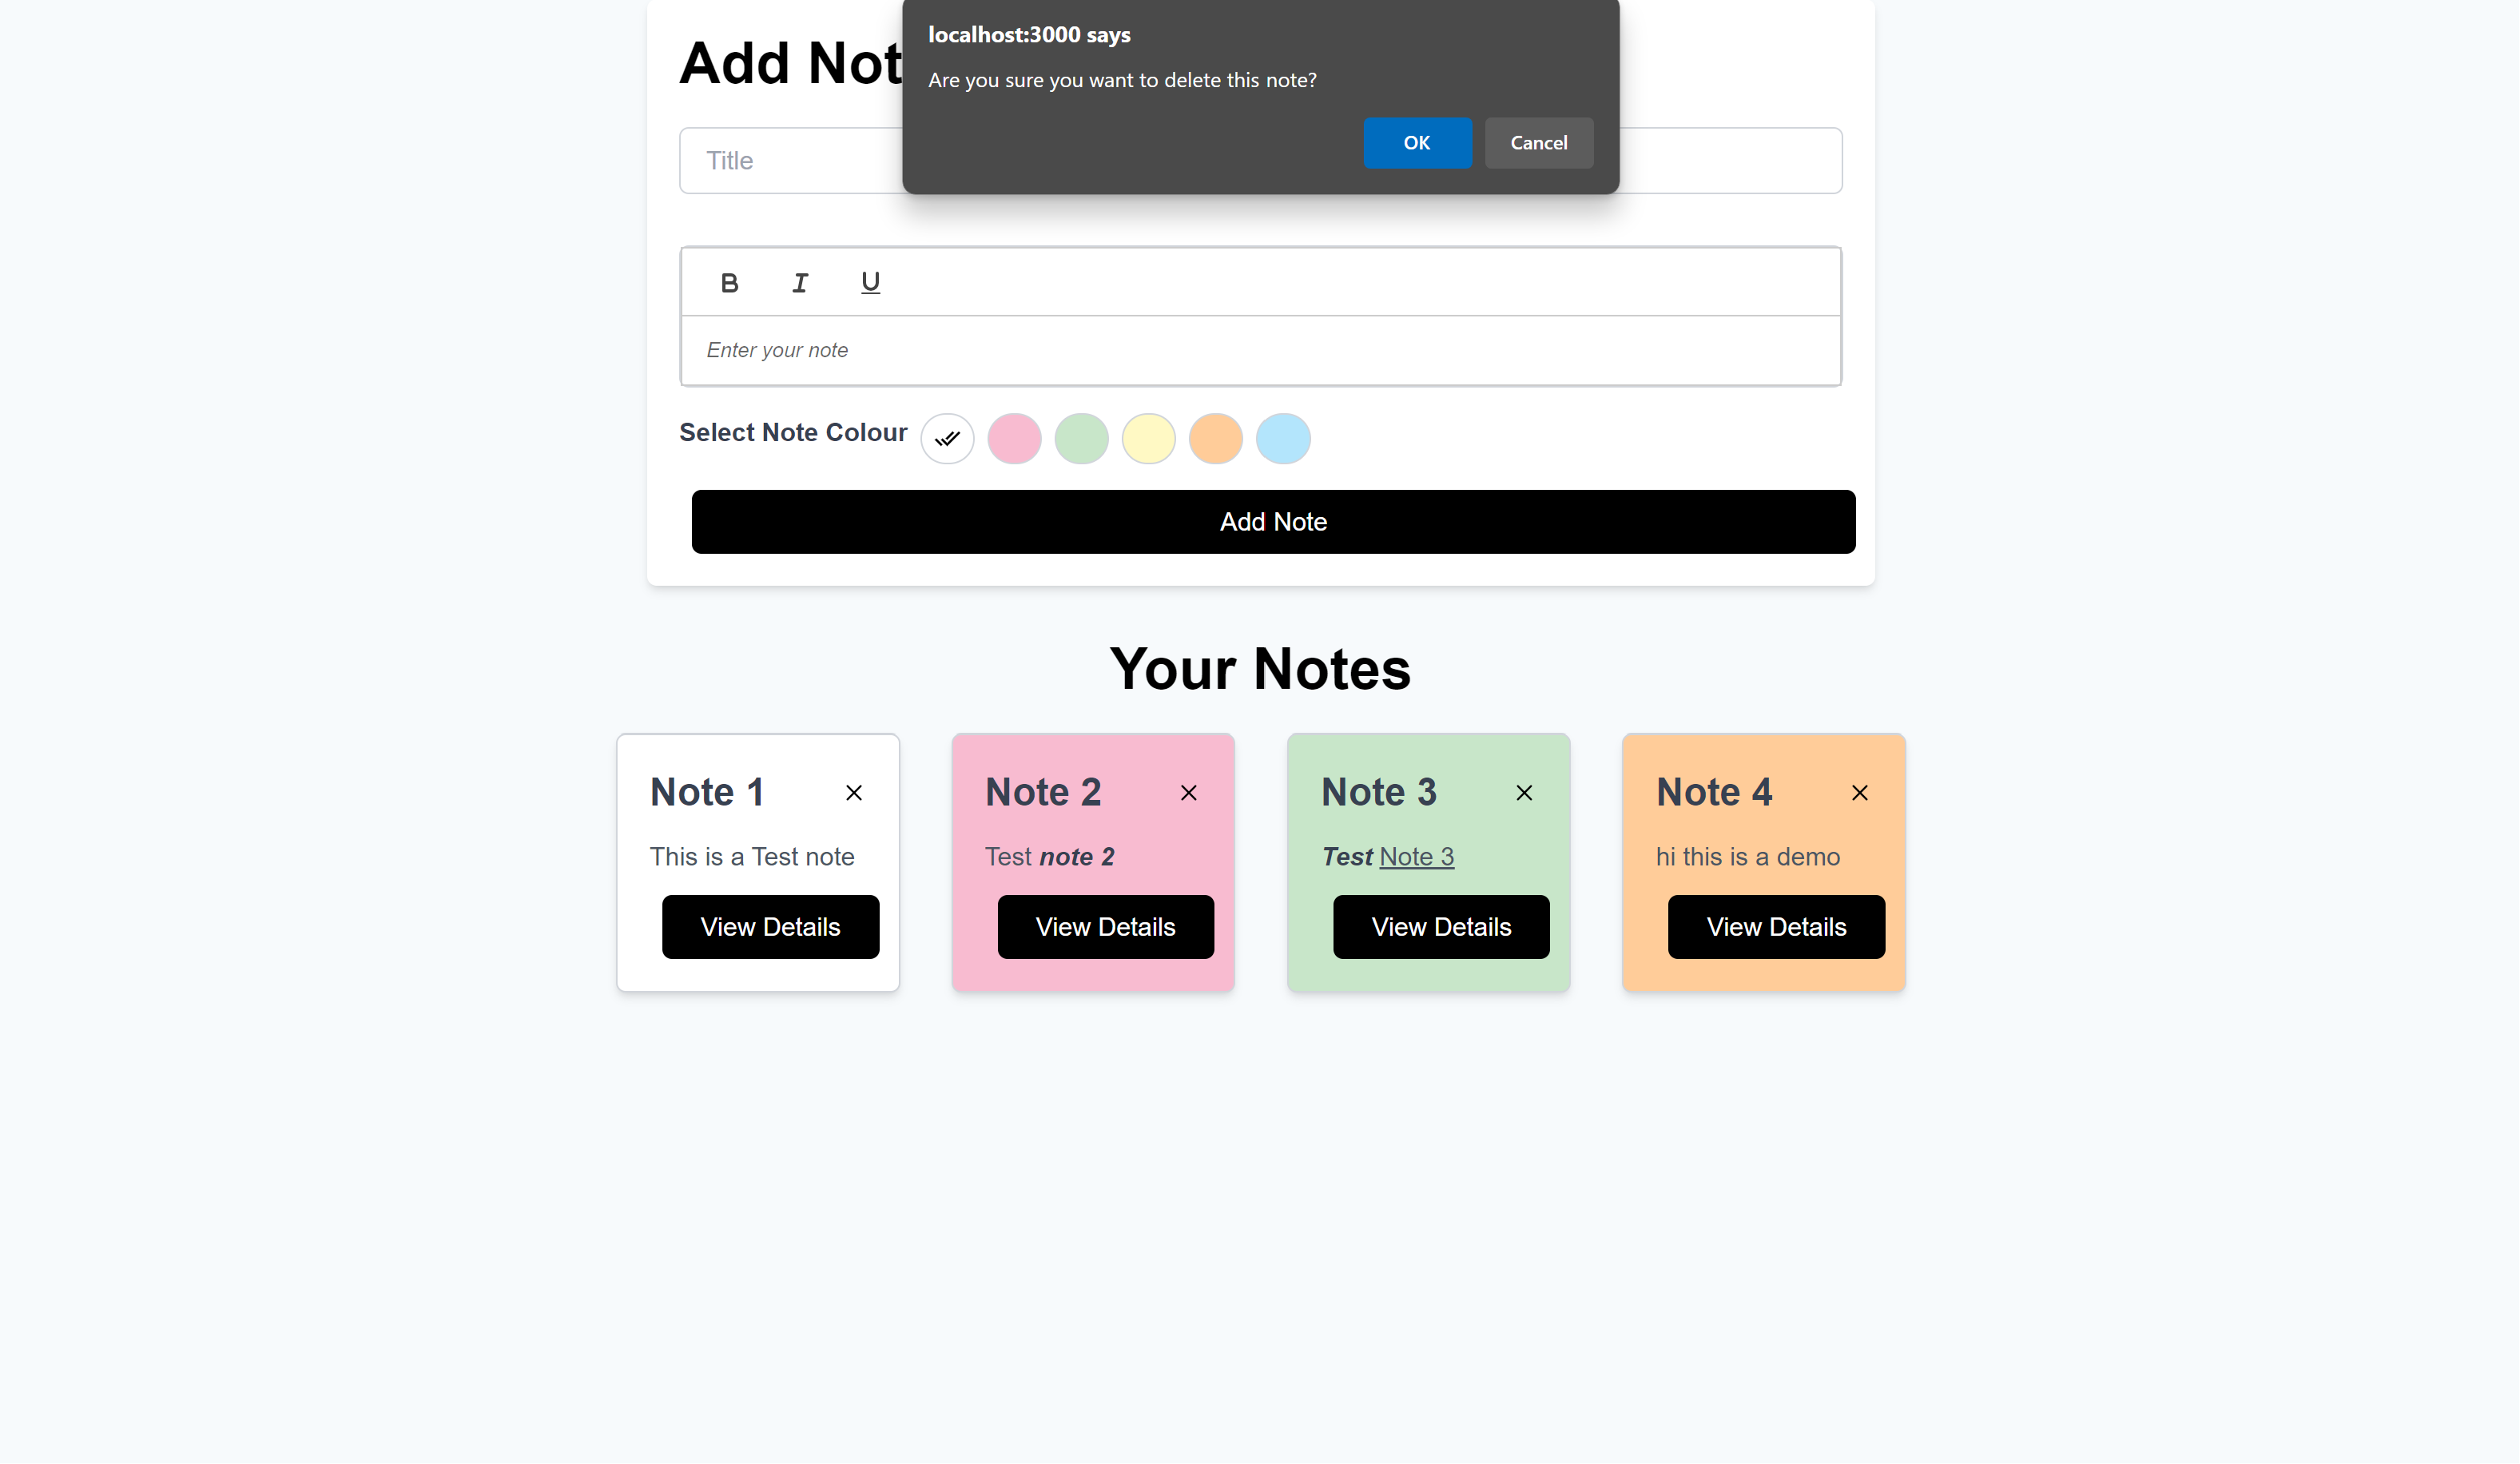 localhost:3000 says
Are you sure you want to delete this note?
OK Cancel
Add Not
Title
B I U
Enter your note
Select Note Colour
Add Note
Your Notes
Note 1
This is a Test note
View Details
Note 2
Test note 2
View Details
Note 3
Test Note 3
View Details
Note 4
hi this is a demo
View Details